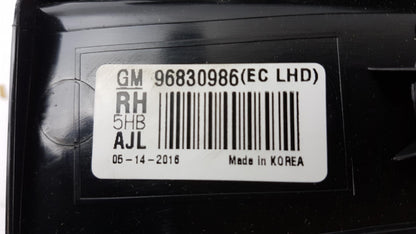 GM 96830986(EC LHD)
RH
5HB
AJL
05-14-2016 Made in KOREA